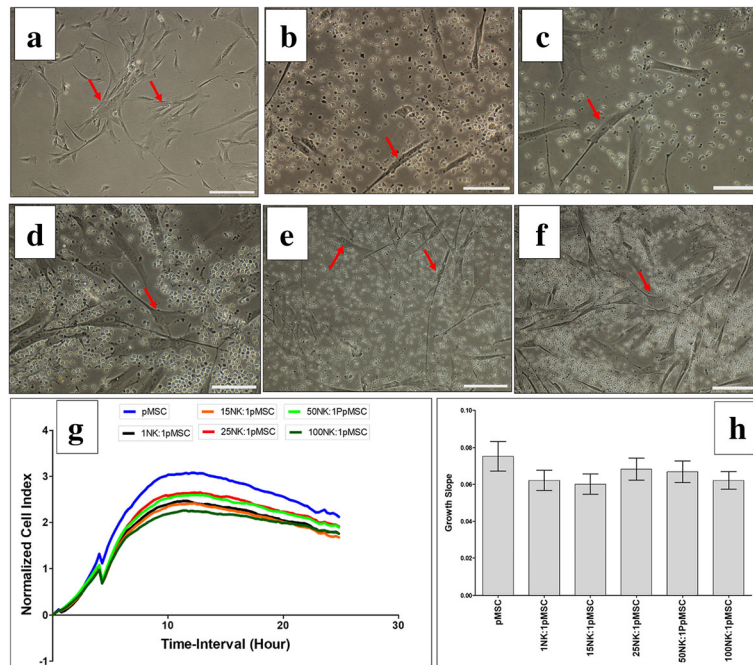 a
b
c
d
e
f
g
pMSC
15NK:1pMSC
50NK:1PpMSC
1NK:1pMSC
25NK:1pMSC
100NK:1pMSC
Normalized Cell Index
4
3
2
1
0
-1
10
20
30
Time-Interval (Hour)
h
Growth Slope
0.10
0.08
0.06
0.04
0.02
0.00
pMSC
1NK:1pMSC
15NK:1pMSC
25NK:1pMSC
50NK:1PpMSC
100NK:1pMSC